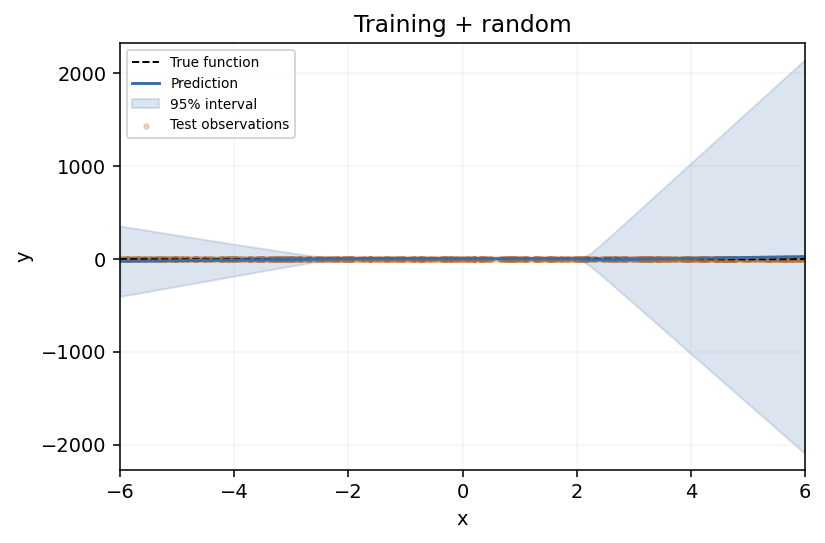 Training + random
True function
Prediction
95% interval
Test observations
y
2000
1000
0
−1000
−2000
−6
−4
−2
0
2
4
6
x